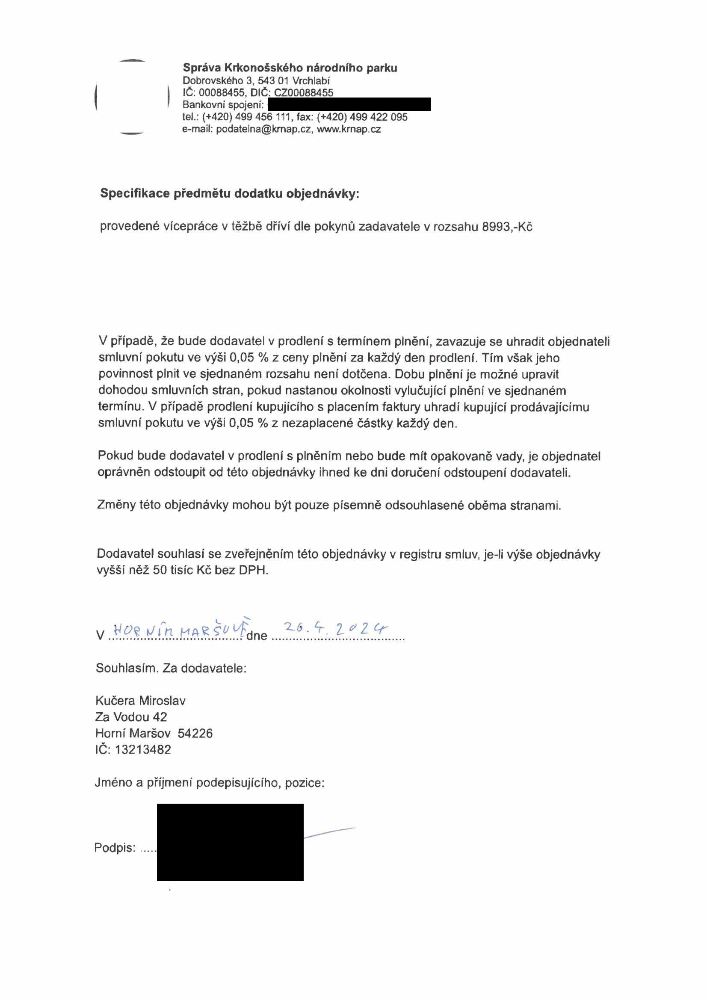 Správa Krkonošského národního parku
Dobrovského 3, 543 01 Vrchlabí
IČ: 00088455, DIČ: CZ00088455
Bankovní spojení:
tel.: (+420) 499 456 111, fax: (+420) 499 422 095
e-mail: podatelna@krnap.cz, www.krnap.cz
Specifikace předmětu dodatku objednávky:
provedené vícepráce v těžbě dříví dle pokynů zadavatele v rozsahu 8993,-Kč
V případě, že bude dodavatel v prodlení s termínem plnění, zavazuje se uhradit objednateli
smluvní pokutu ve výši 0,05 % z ceny plnění za každý den prodlení. Tím však jeho
povinnost plnit ve sjednaném rozsahu není dotčena. Dobu plnění je možné upravit
dohodou smluvních stran, pokud nastanou okolnosti vylučující plnění ve sjednaném
termínu. V případě prodlení kupujícího s placením faktury uhradí kupující prodávajícímu
smluvní pokutu ve výši 0,05 % z nezaplacené částky každý den.
Pokud bude dodavatel v prodlení s plněním nebo bude mít opakovaně vady, je objednatel
oprávněn odstoupit od této objednávky ihned ke dni doručení odstoupení dodavateli.
Změny této objednávky mohou být pouze písemně odsouhlasené oběma stranami.
Dodavatel souhlasí se zveřejněním této objednávky v registru smluv, je-li výše objednávky
vyšší něž 50 tisíc Kč bez DPH.
V HORNÍM MARŠOVĚ dne 26.4.2024
Souhlasím. Za dodavatele:
Kučera Miroslav
Za Vodou 42
Horní Maršov 54226
IČ: 13213482
Jméno a příjmení podepisujícího, pozice:
Podpis: .....